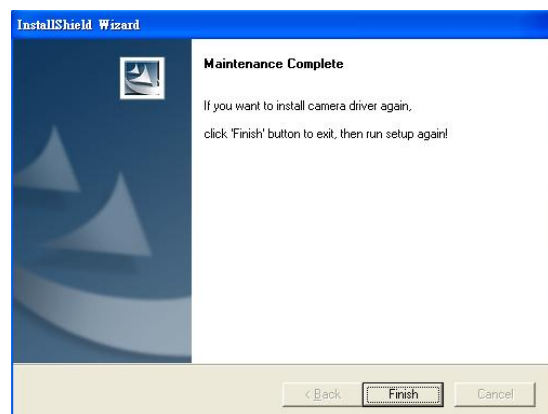 InstallShield Wizard
Maintenance Complete
If you want to install camera driver again,
click 'Finish' button to exit, then run setup again!
< Back
Finish
Cancel